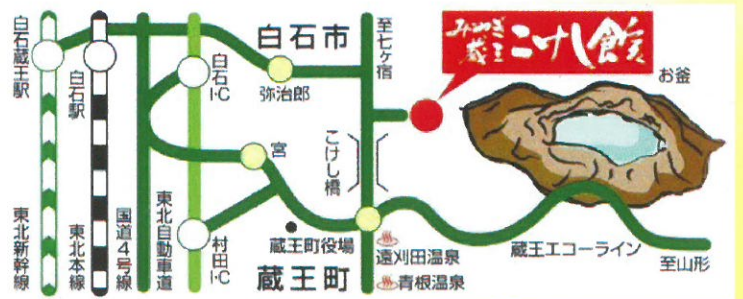 白石蔵王駅
白石駅
白石市
至七ヶ宿
みやぎ
蔵王
こけし館
お釜
白石
I・C
弥治郎
宮
こけし橋
東北新幹線
東北本線
国道4号線
東北自動車道
村田
I・C
蔵王町役場
蔵王町
遠刈田温泉
青根温泉
蔵王エコーライン
至山形